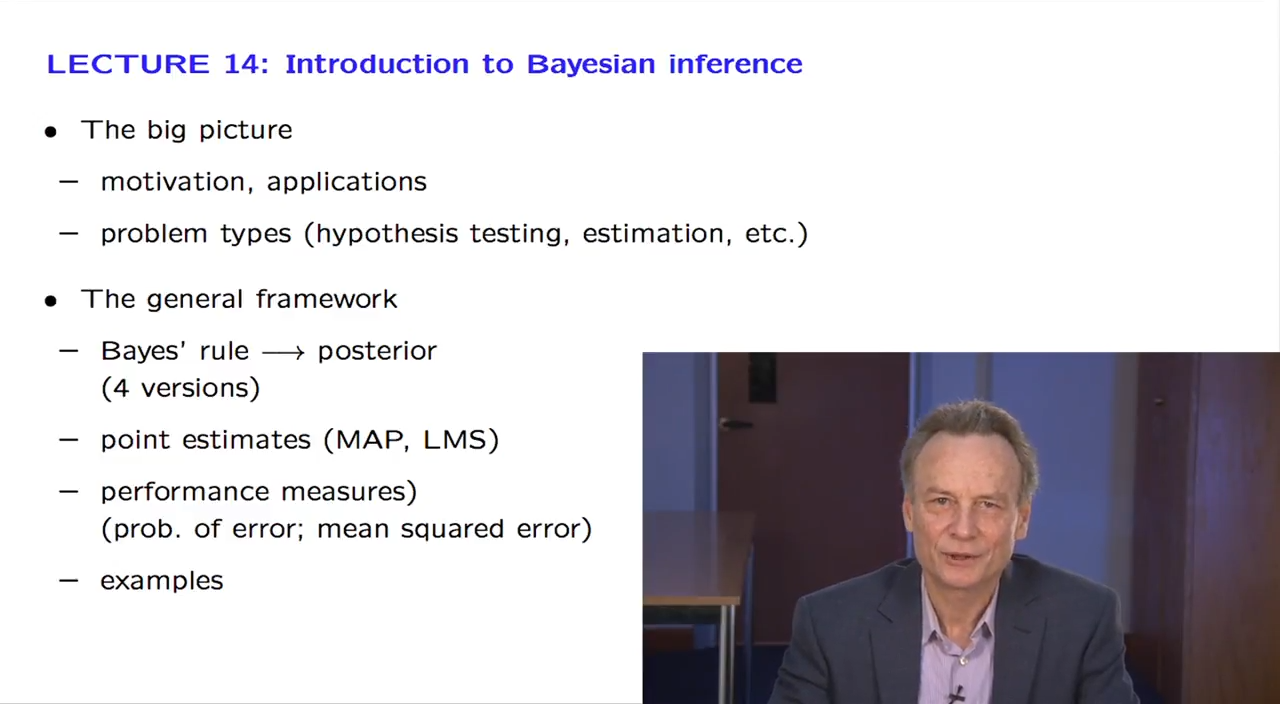 LECTURE 14: Introduction to Bayesian inference
• The big picture
– motivation, applications
– problem types (hypothesis testing, estimation, etc.)
• The general framework
– Bayes' rule ⟶ posterior
(4 versions)
– point estimates (MAP, LMS)
– performance measures)
(prob. of error; mean squared error)
– examples